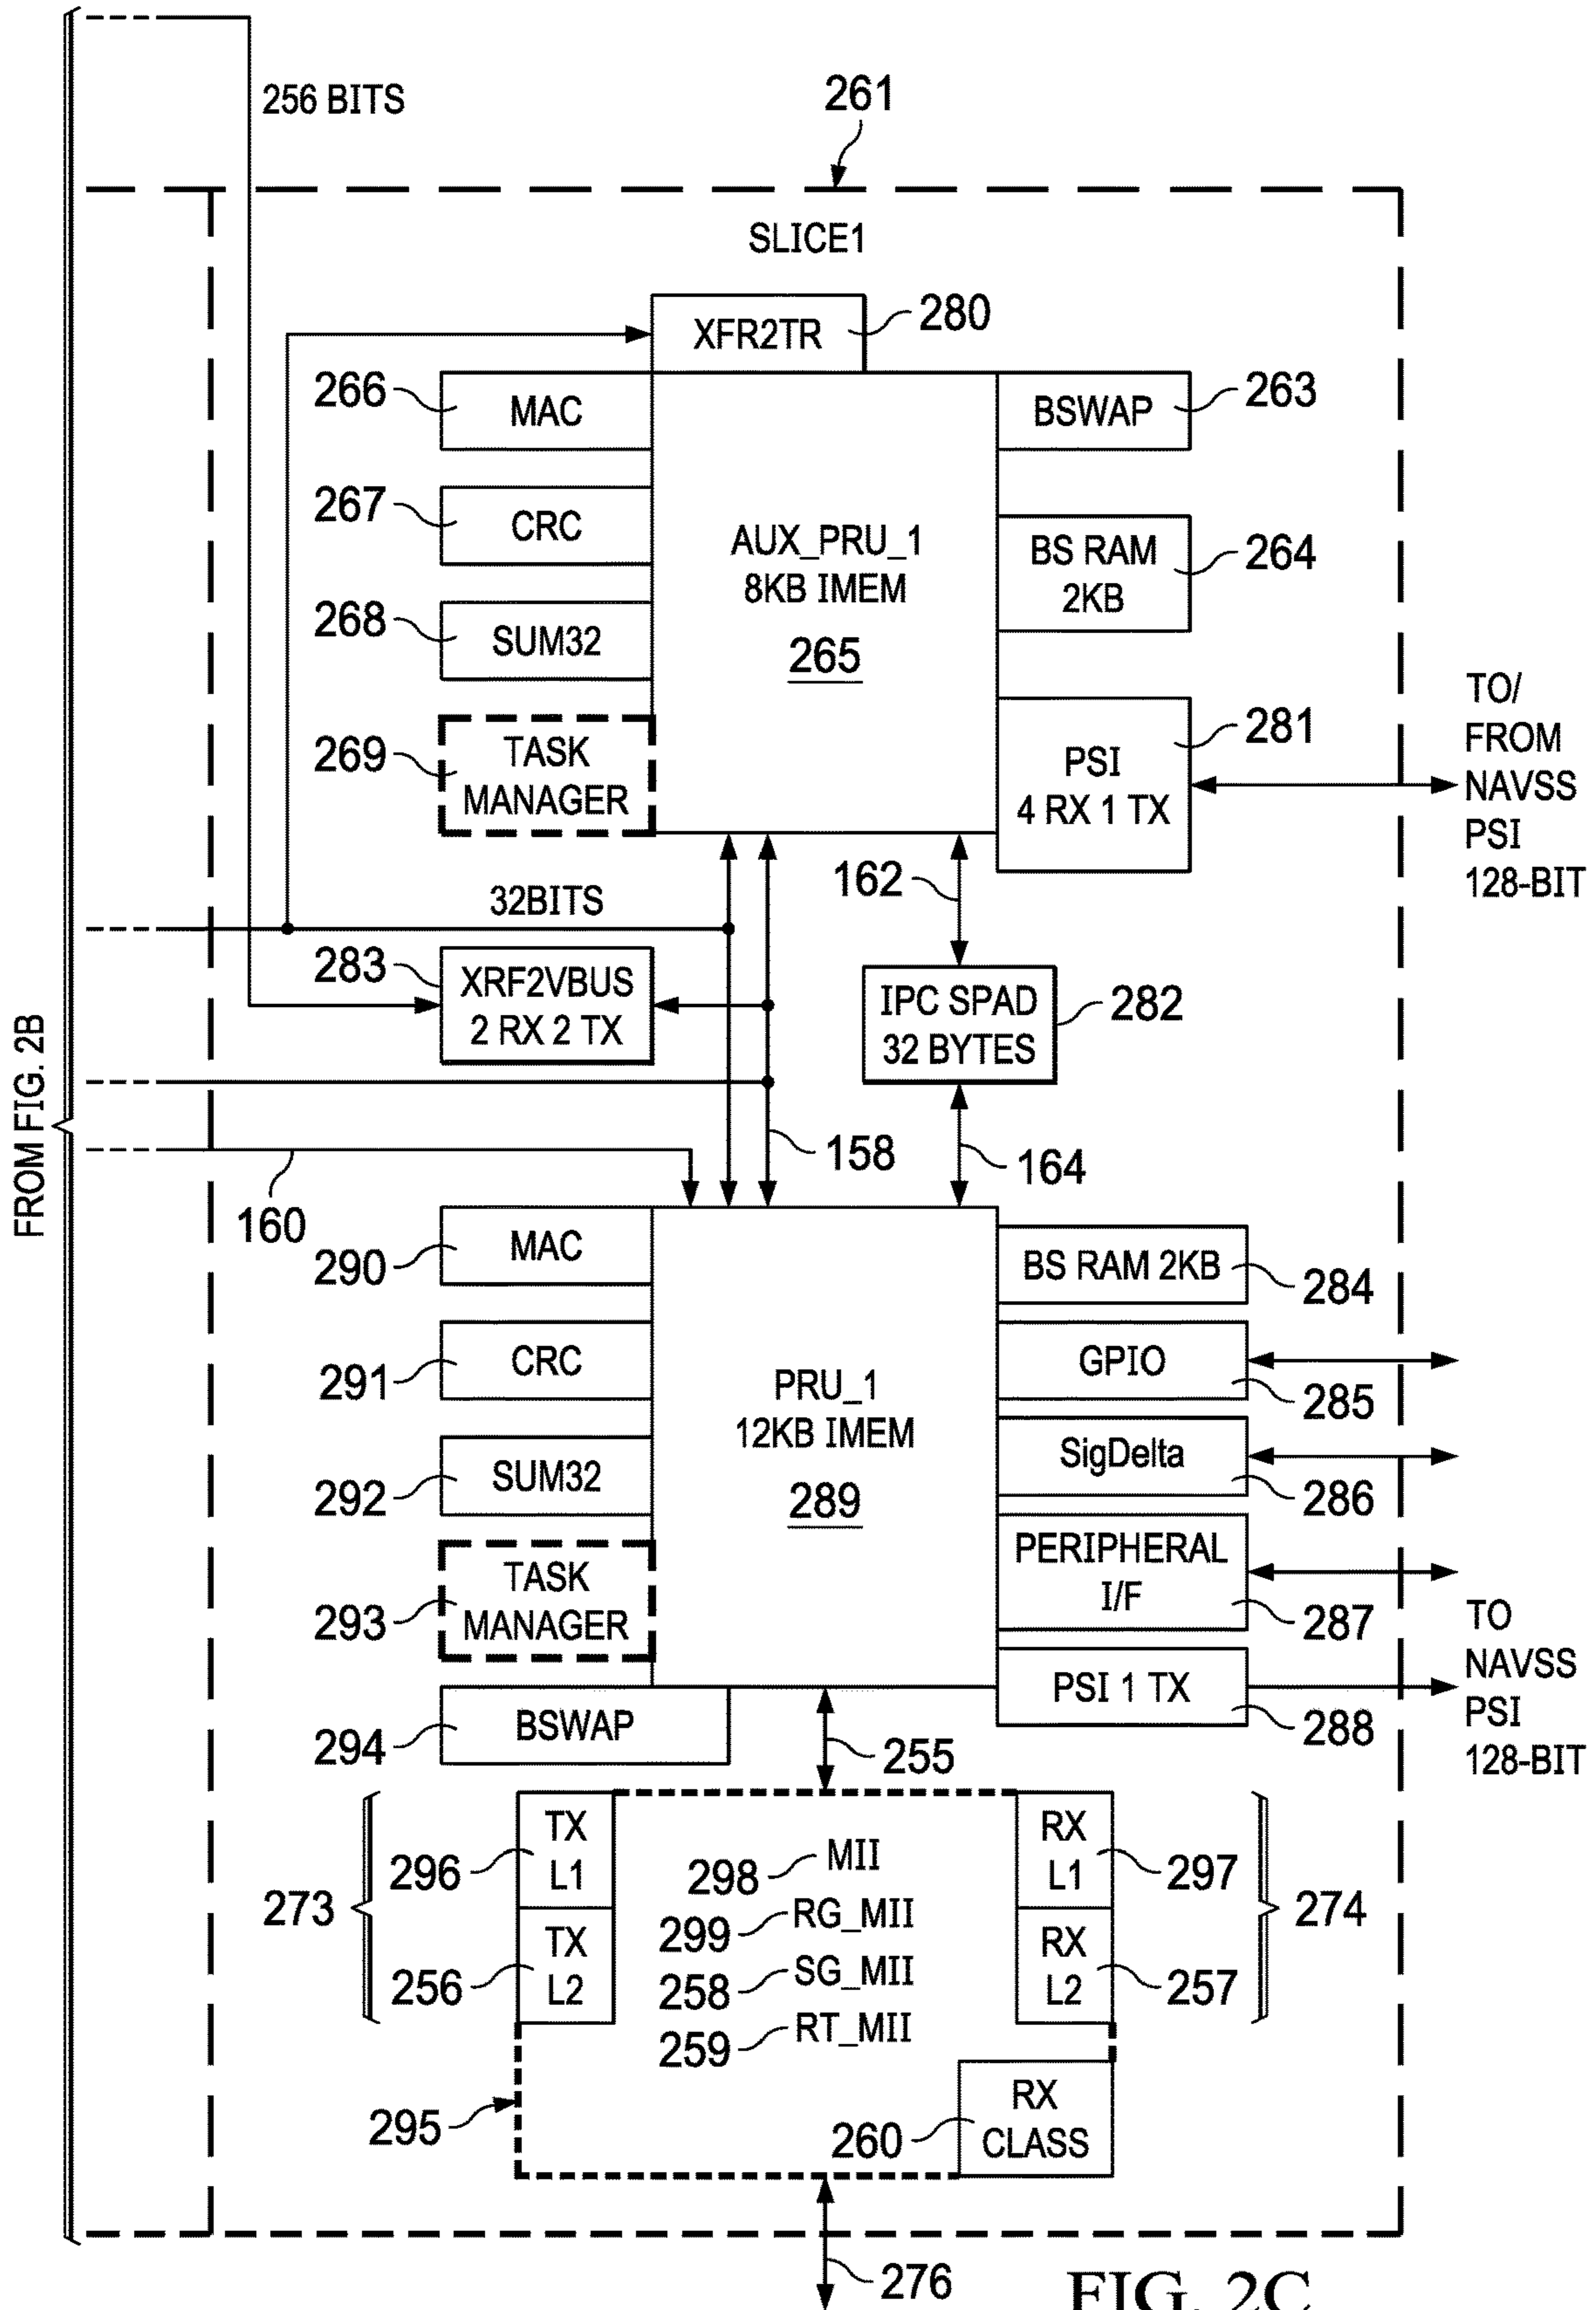 256 BITS
261
SLICE1
XFR2TR
280
266
MAC
BSWAP
263
267
CRC
AUX_PRU_1
8KB IMEM
265
BS RAM
2KB
264
268
SUM32
269
TASK
MANAGER
PSI
4 RX 1 TX
281
TO/
FROM
NAVSS
PSI
128-BIT
162
32BITS
283
XRF2VBUS
2 RX 2 TX
IPC SPAD
32 BYTES
282
FROM FIG. 2B
158
164
160
290
MAC
BS RAM 2KB
284
291
CRC
PRU_1
12KB IMEM
289
GPIO
285
292
SUM32
SigDelta
286
293
TASK
MANAGER
PERIPHERAL
I/F
287
TO
NAVSS
PSI
128-BIT
294
BSWAP
PSI 1 TX
288
255
273
296
TX
L1
256
TX
L2
298
MII
299
RG_MII
258
SG_MII
259
RT_MII
RX
L1
297
RX
L2
257
274
295
260
RX
CLASS
276
FIG. 2C